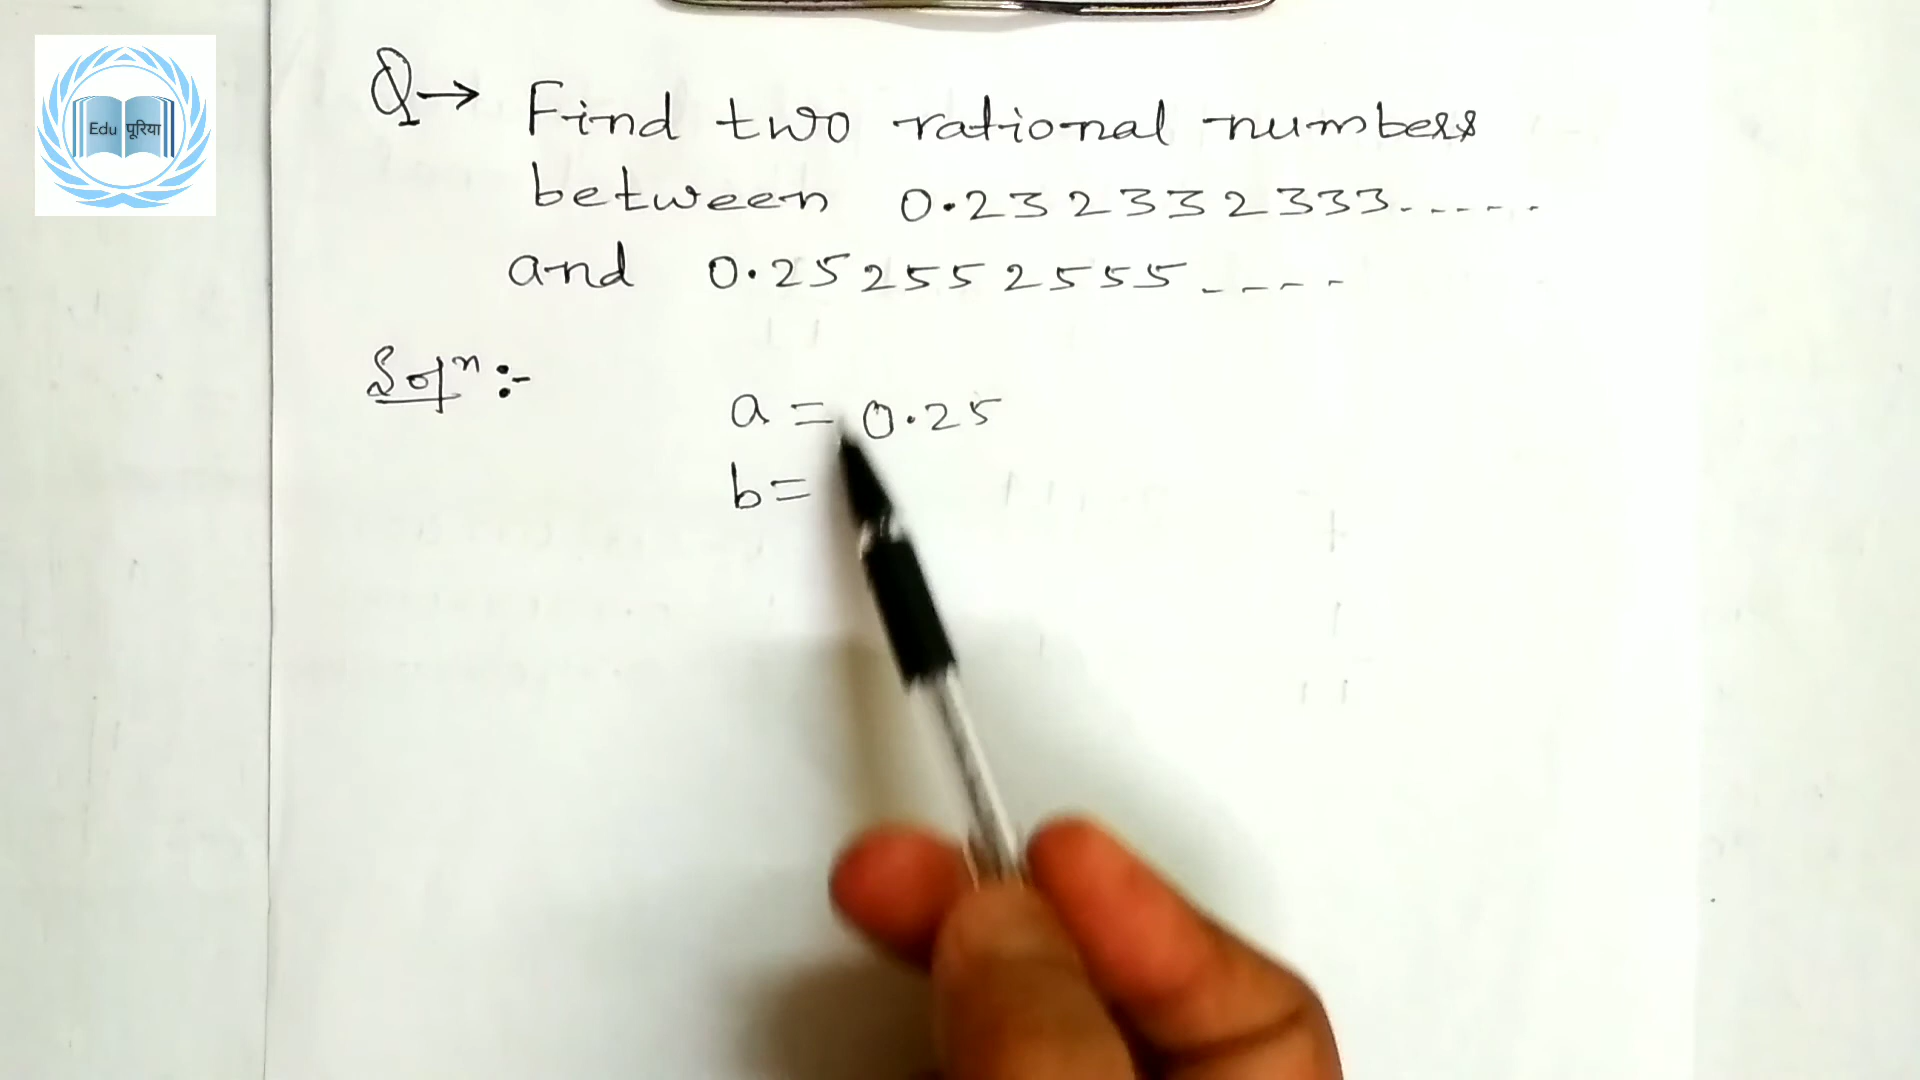 Edu पूरिया
Q→ Find two rational numbers
between 0.232332333.....
and 0.252552555....
Solⁿ:-
a = 0.25
b =